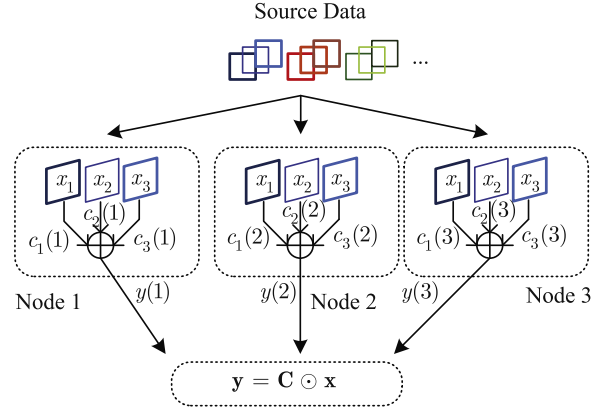 Source Data
...
x₁ x₂ x₃ x₁ x₂ x₃ x₁ x₂ x₃
c₂(1) c₂(2) c₂(3)
c₁(1) c₃(1) c₁(2) c₃(2) c₁(3) c₃(3)
Node 1 y(1) y(2) Node 2 y(3) Node 3
y = C ⊙ x